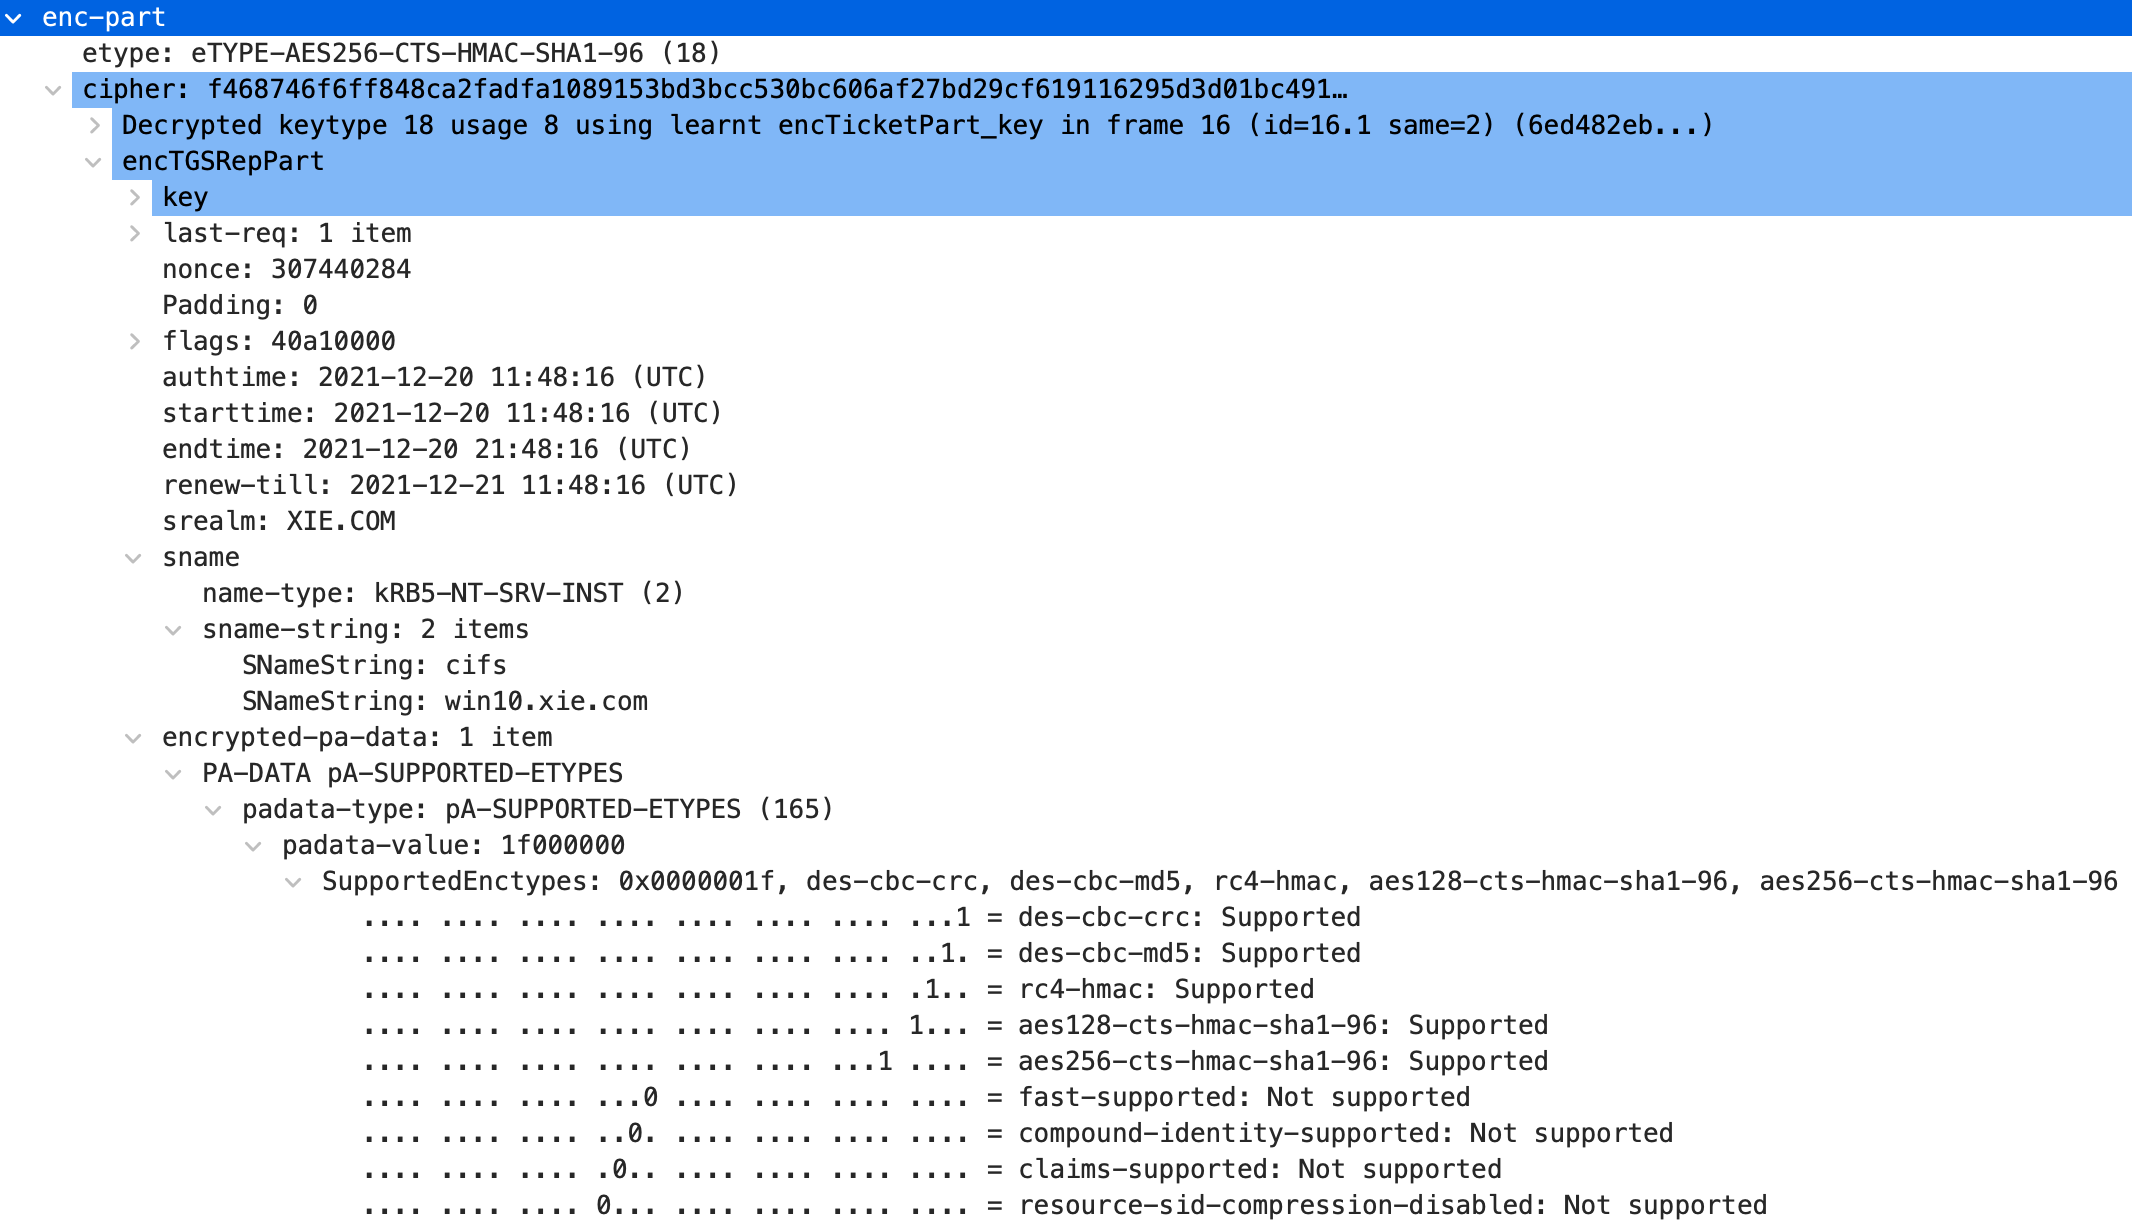 enc-part
etype: eTYPE-AES256-CTS-HMAC-SHA1-96 (18)
cipher: f468746f6ff848ca2fadfa1089153bd3bcc530bc606af27bd29cf619116295d3d01bc491…
Decrypted keytype 18 usage 8 using learnt encTicketPart_key in frame 16 (id=16.1 same=2) (6ed482eb...)
encTGSRepPart
key
last-req: 1 item
nonce: 307440284
Padding: 0
flags: 40a10000
authtime: 2021-12-20 11:48:16 (UTC)
starttime: 2021-12-20 11:48:16 (UTC)
endtime: 2021-12-20 21:48:16 (UTC)
renew-till: 2021-12-21 11:48:16 (UTC)
srealm: XIE.COM
sname
name-type: kRB5-NT-SRV-INST (2)
sname-string: 2 items
SNameString: cifs
SNameString: win10.xie.com
encrypted-pa-data: 1 item
PA-DATA pA-SUPPORTED-ETYPES
padata-type: pA-SUPPORTED-ETYPES (165)
padata-value: 1f000000
SupportedEnctypes: 0x0000001f, des-cbc-crc, des-cbc-md5, rc4-hmac, aes128-cts-hmac-sha1-96, aes256-cts-hmac-sha1-96
.... .... .... .... .... .... .... ...1 = des-cbc-crc: Supported
.... .... .... .... .... .... .... ..1. = des-cbc-md5: Supported
.... .... .... .... .... .... .... .1.. = rc4-hmac: Supported
.... .... .... .... .... .... .... 1... = aes128-cts-hmac-sha1-96: Supported
.... .... .... .... .... .... ...1 .... = aes256-cts-hmac-sha1-96: Supported
.... .... .... ...0 .... .... .... .... = fast-supported: Not supported
.... .... .... ..0. .... .... .... .... = compound-identity-supported: Not supported
.... .... .... .0.. .... .... .... .... = claims-supported: Not supported
.... .... .... 0... .... .... .... .... = resource-sid-compression-disabled: Not supported